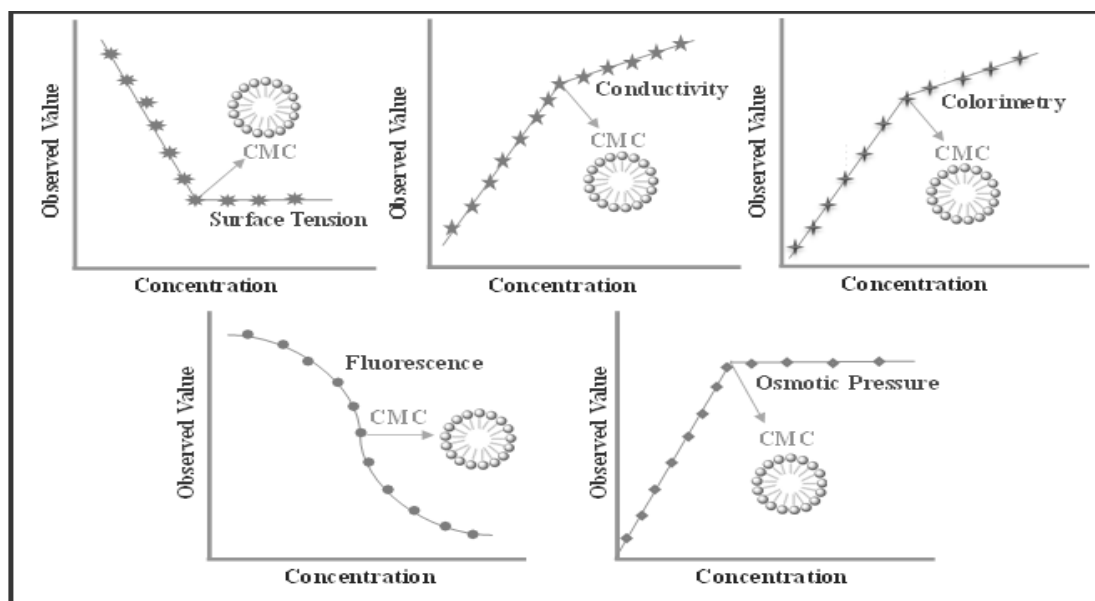 Observed Value
CMC
Surface Tension
Concentration
Observed Value
Conductivity
CMC
Concentration
Observed Value
Colorimetry
CMC
Concentration
Observed Value
Fluorescence
CMC
Concentration
Observed Value
Osmotic Pressure
CMC
Concentration